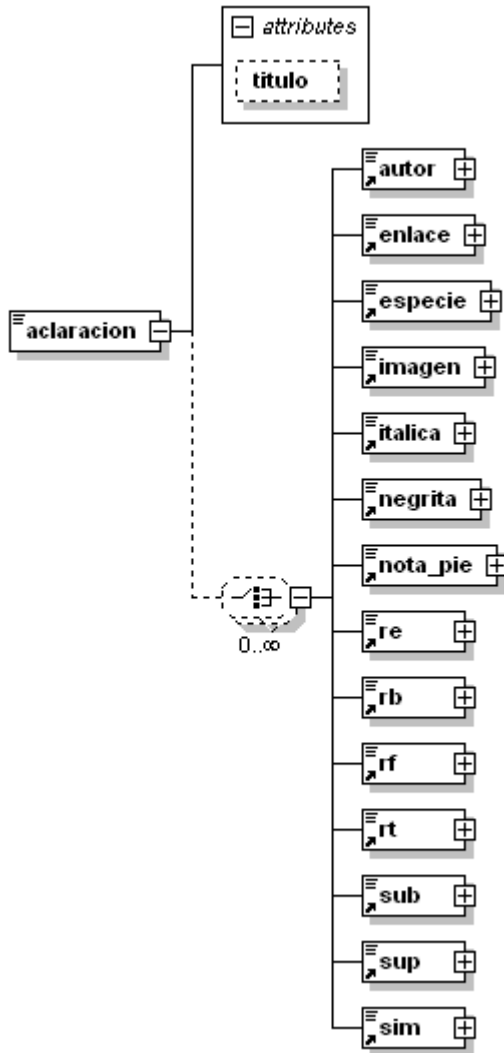 attributes
titulo
autor
enlace
especie
aclaracion
imagen
italica
negrita
nota_pie
re
0..∞
rb
rf
rt
sub
sup
sim